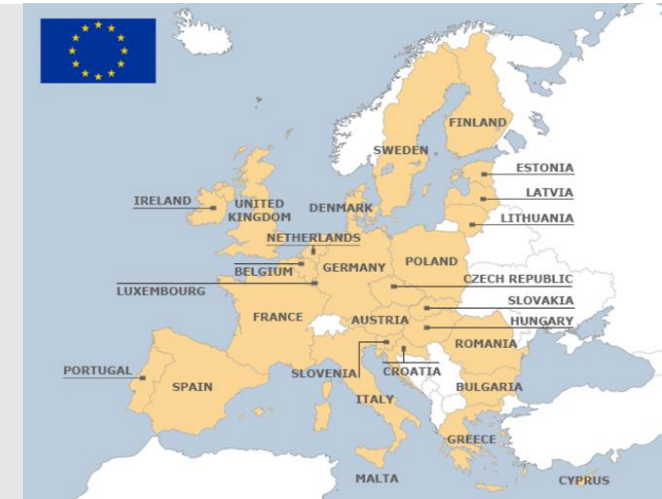 FINLAND
SWEDEN
ESTONIA
LATVIA
LITHUANIA
IRELAND
UNITED
KINGDOM
DENMARK
NETHERLANDS
BELGIUM
GERMANY
POLAND
LUXEMBOURG
CZECH REPUBLIC
SLOVAKIA
HUNGARY
FRANCE
AUSTRIA
ROMANIA
PORTUGAL
SPAIN
SLOVENIA
CROATIA
ITALY
BULGARIA
GREECE
MALTA
CYPRUS